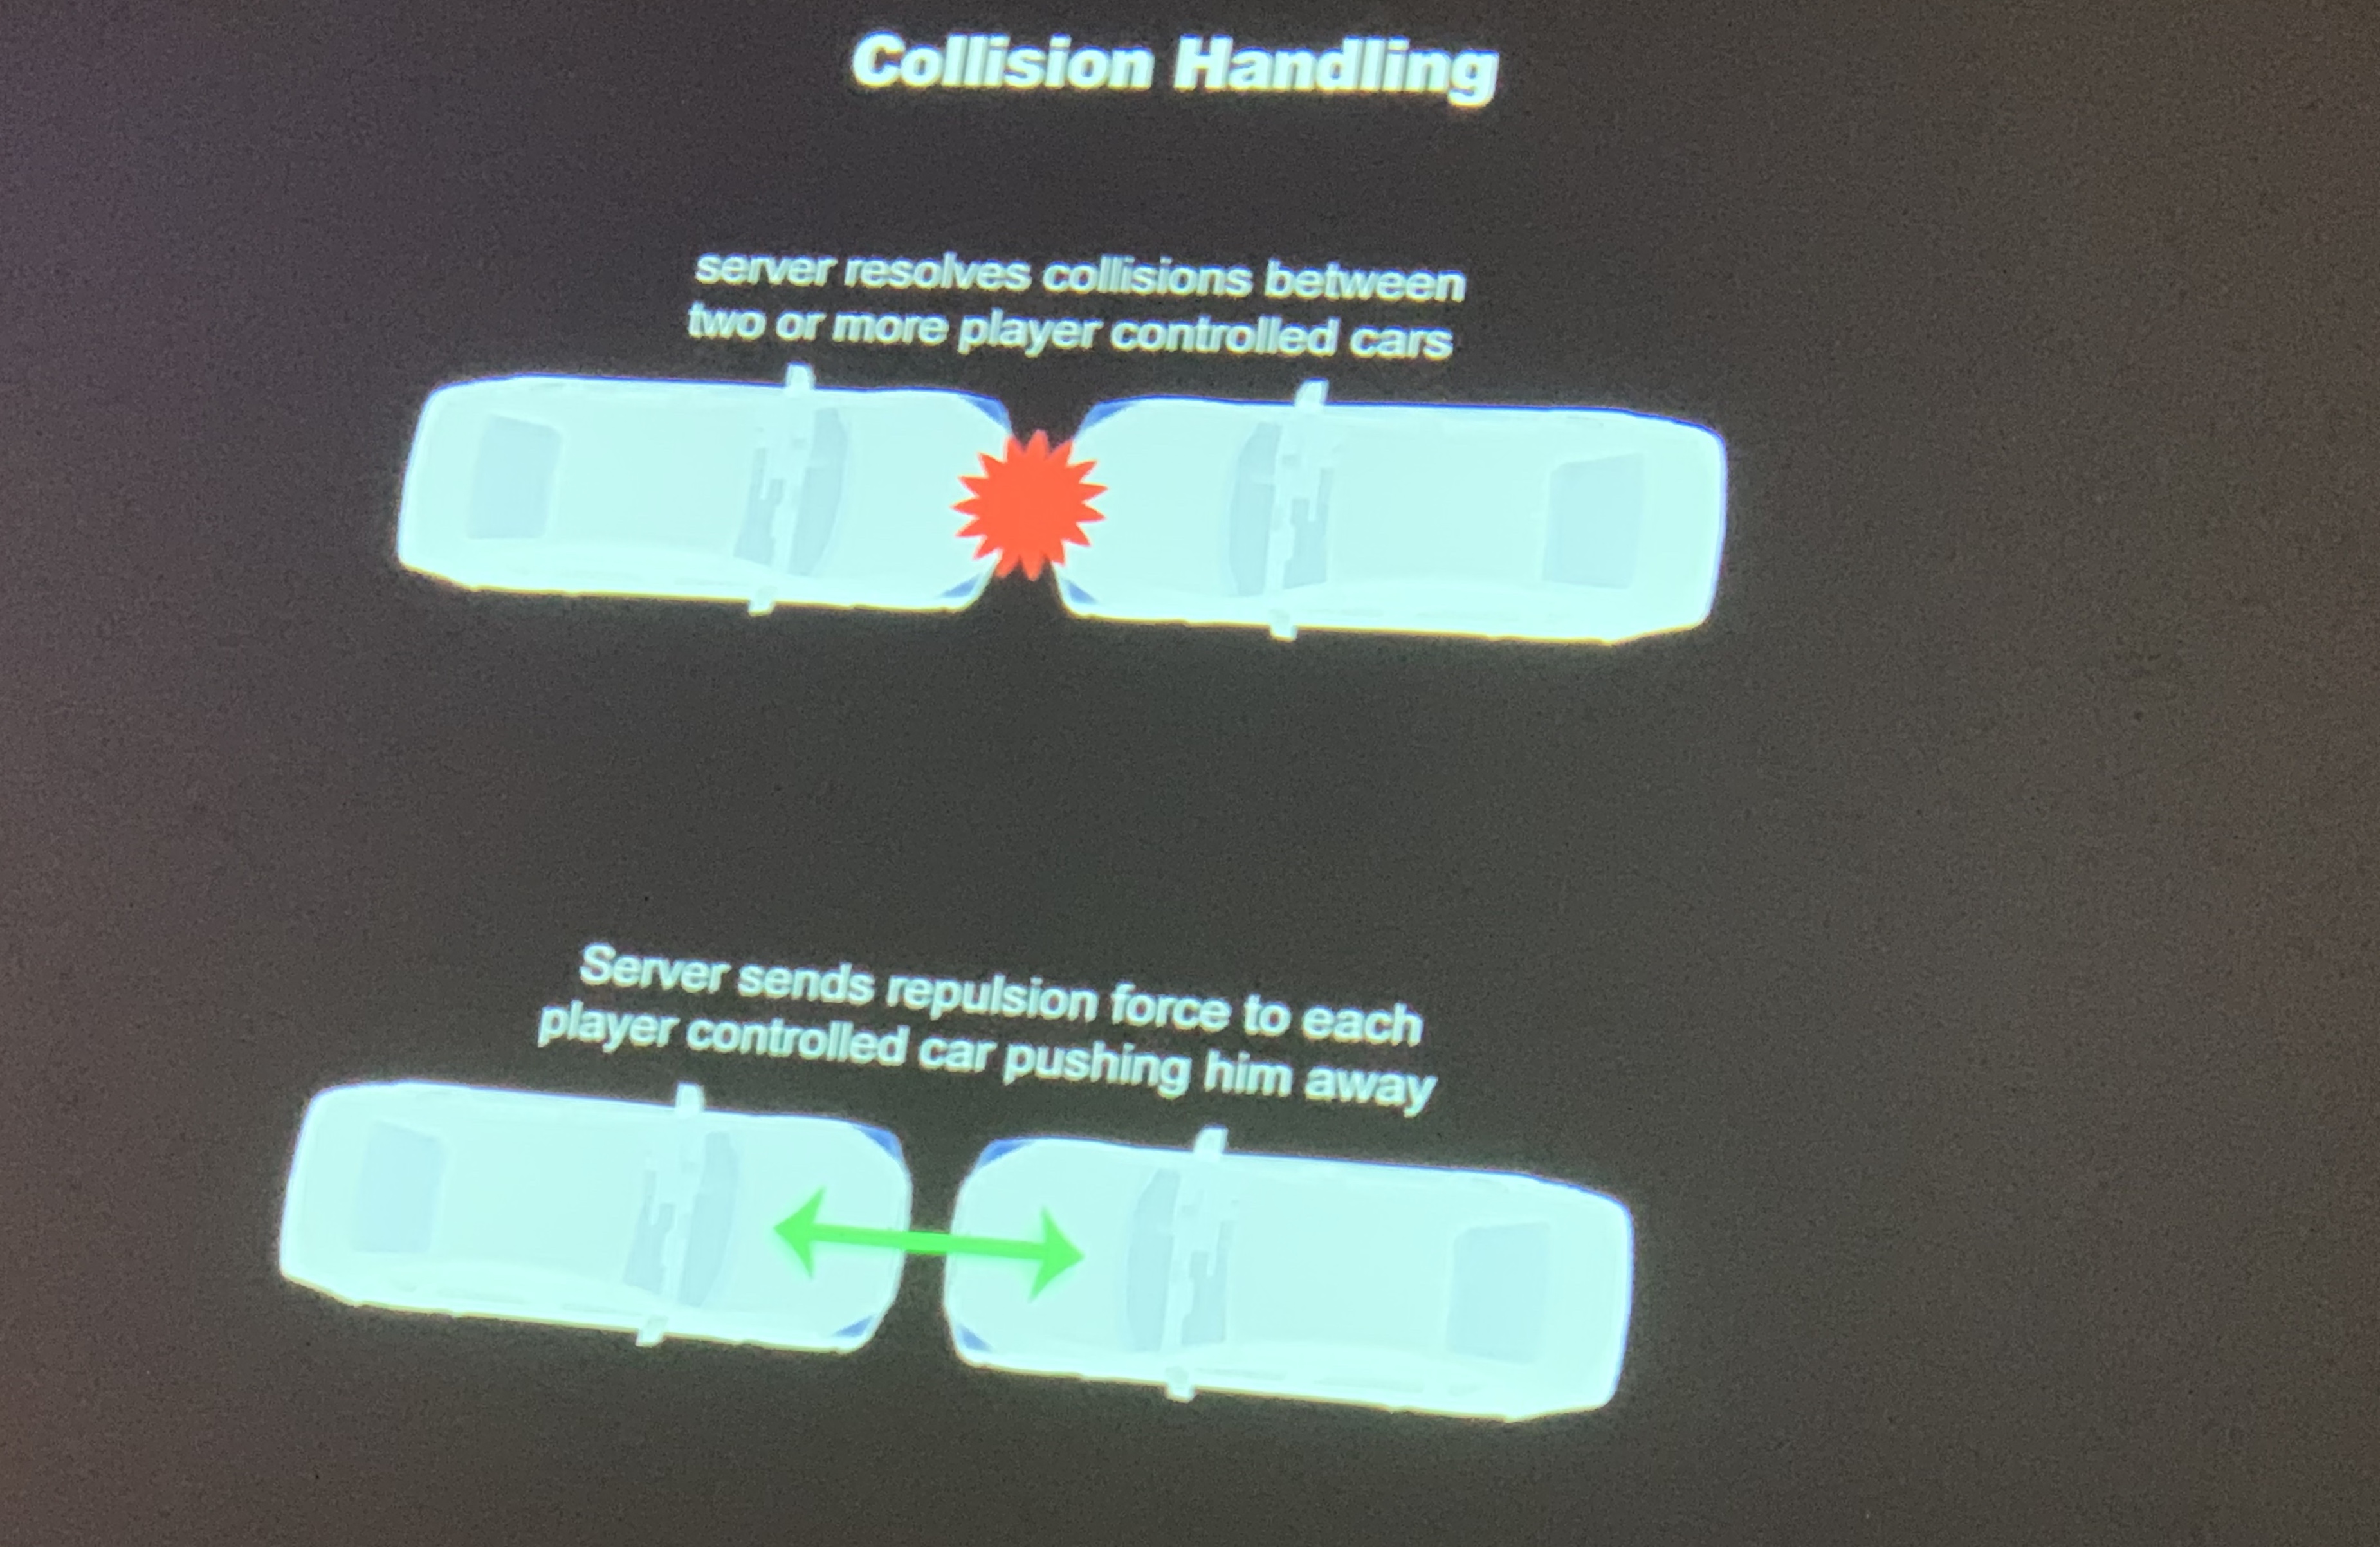 Collision Handling
server resolves collisions between
two or more player controlled cars
Server sends repulsion force to each
player controlled car pushing him away